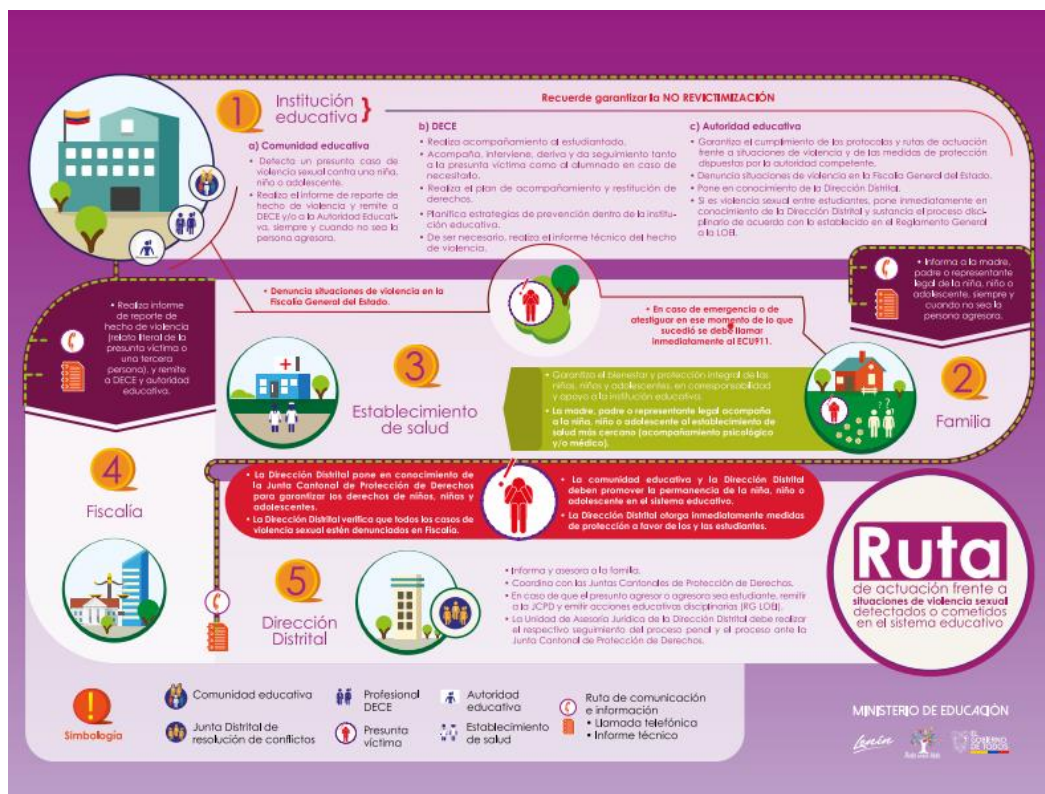 1
Institución
educativa }
Recuerde garantizar la NO REVICTIMIZACIÓN
a) Comunidad educativa
• Detecta un presunto caso de
violencia sexual contra una niña,
niño o adolescente.
• Realiza el informe de reporte de
hecho de violencia y remite a
DECE y/o a la Autoridad Educati-
va, siempre y cuando no sea la
persona agresora.
b) DECE
• Realiza acompañamiento al estudiantado.
• Acompaña, interviene, deriva y da seguimiento tanto
a la presunta víctima como al alumnado en caso de
necesitarlo.
• Realiza el plan de acompañamiento y restitución de
derechos.
• Planifica estrategias de prevención dentro de la institu-
ción educativa.
• De ser necesario, realiza el informe técnico del hecho
de violencia.
c) Autoridad educativa
• Garantiza el cumplimiento de los protocolos y rutas de actuación
frente a situaciones de violencia y de las medidas de protección
dispuestas por la autoridad competente.
• Denuncia situaciones de violencia en la Fiscalía General del Estado.
• Pone en conocimiento de la Dirección Distrital.
• Si es violencia sexual entre estudiantes, pone inmediatamente en
conocimiento de la Dirección Distrital y sustancia el proceso disci-
plinario de acuerdo con lo establecido en el Reglamento General
a la LOEI.
• Realiza informe
de reporte de
hecho de violencia
(relato literal de la
presunta víctima o
una tercera
persona), y remite
a DECE y autoridad
educativa.
• Denuncia situaciones de violencia en la
Fiscalía General del Estado.
• En caso de emergencia o de
atestiguar en ese momento de lo que
sucedió se debe llamar
inmediatamente al ECU911.
• Informa a la madre,
padre o representante
legal de la niña, niño o
adolescente, siempre y
cuando no sea la
persona agresora.
2
Familia
• Garantiza el bienestar y protección integral de las
niñas, niños y adolescentes, en corresponsabilidad
y apoyo a la institución educativa.
• La madre, padre o representante legal acompaña
a la niña, niño o adolescente al establecimiento de
salud más cercano (acompañamiento psicológico
y/o médico).
3
Establecimiento
de salud
4
Fiscalía
• La Dirección Distrital pone en conocimiento de
la Junta Cantonal de Protección de Derechos
para garantizar los derechos de niños, niñas y
adolescentes.
• La Dirección Distrital verifica que todos los casos de
violencia sexual estén denunciados en Fiscalía.
• La comunidad educativa y la Dirección Distrital
deben promover la permanencia de la niña, niño o
adolescente en el sistema educativo.
• La Dirección Distrital otorga inmediatamente medidas
de protección a favor de los y las estudiantes.
5
Dirección
Distrital
• Informa y asesora a la familia.
• Coordina con las Juntas Cantonales de Protección de Derechos.
• En caso de que el presunto agresor o agresora sea estudiante, remitir
a la JCPD y emitir acciones educativas disciplinarias (RG LOEI).
• La Unidad de Asesoría Jurídica de la Dirección Distrital debe realizar
el respectivo seguimiento del proceso penal y el proceso ante la
Junta Cantonal de Protección de Derechos.
Ruta
de actuación frente a
situaciones de violencia sexual
detectados o cometidos
en el sistema educativo
!
Simbología
Comunidad educativa
Junta Distrital de
resolución de conflictos
Profesional
DECE
Presunta
víctima
Autoridad
educativa
Establecimiento
de salud
Ruta de comunicación
e información
• Llamada telefónica
• Informe técnico
MINISTERIO DE EDUCACIÓN
Lenín
EL
GOBIERNO
DE TODOS